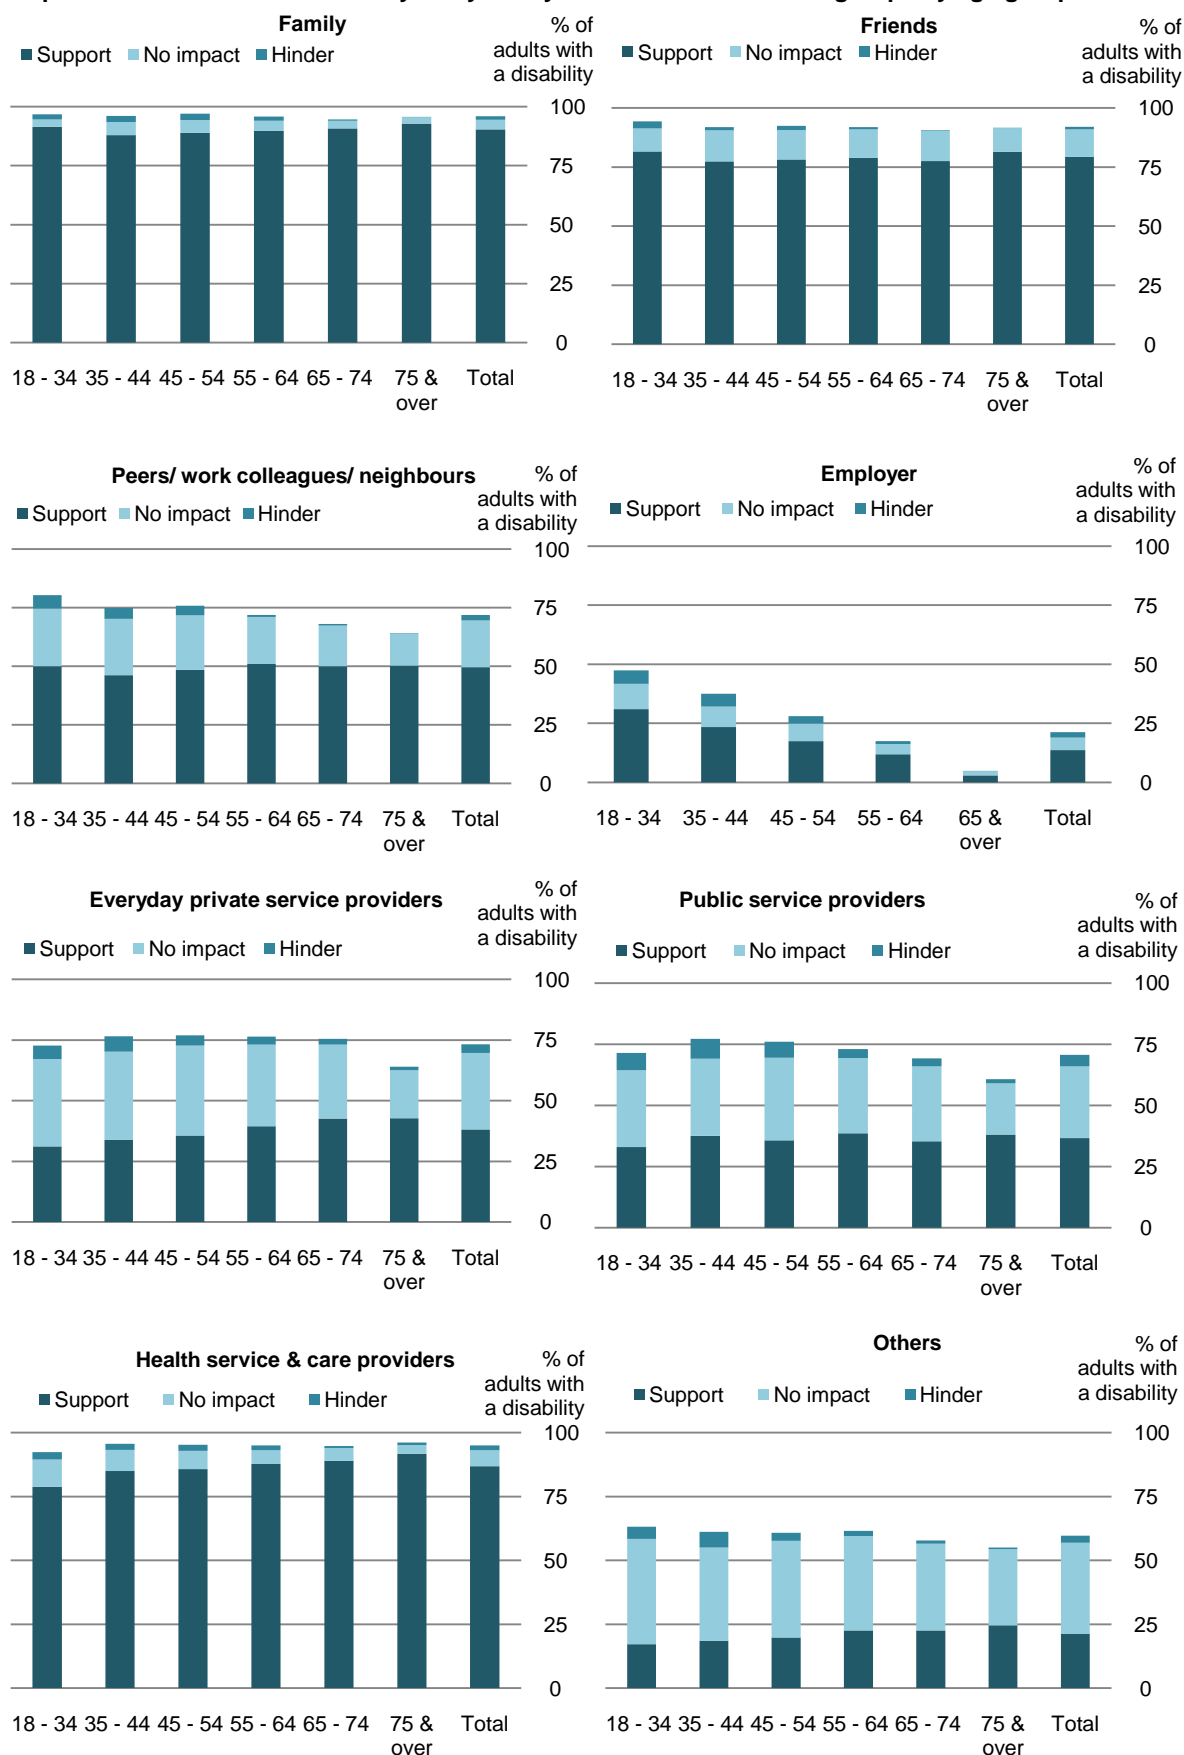 Family
% of
adults with
a disability
Support No impact Hinder
100
75
50
25
0
18 - 34 35 - 44 45 - 54 55 - 64 65 - 74 75 & Total
over
Friends
% of
adults with
a disability
Support No impact Hinder
100
75
50
25
0
18 - 34 35 - 44 45 - 54 55 - 64 65 - 74 75 & Total
over
Peers/ work colleagues/ neighbours
% of
adults with
a disability
Support No impact Hinder
100
75
50
25
0
18 - 34 35 - 44 45 - 54 55 - 64 65 - 74 75 & Total
over
Employer
% of
adults with
a disability
Support No impact Hinder
100
75
50
25
0
18 - 34 35 - 44 45 - 54 55 - 64 65 & Total
over
Everyday private service providers
% of
adults with
a disability
Support No impact Hinder
100
75
50
25
0
18 - 34 35 - 44 45 - 54 55 - 64 65 - 74 75 & Total
over
Public service providers
% of
adults with
a disability
Support No impact Hinder
100
75
50
25
0
18 - 34 35 - 44 45 - 54 55 - 64 65 - 74 75 & Total
over
Health service & care providers
% of
adults with
a disability
Support No impact Hinder
100
75
50
25
0
18 - 34 35 - 44 45 - 54 55 - 64 65 - 74 75 & Total
over
Others
% of
adults with
a disability
Support No impact Hinder
100
75
50
25
0
18 - 34 35 - 44 45 - 54 55 - 64 65 - 74 75 & Total
over